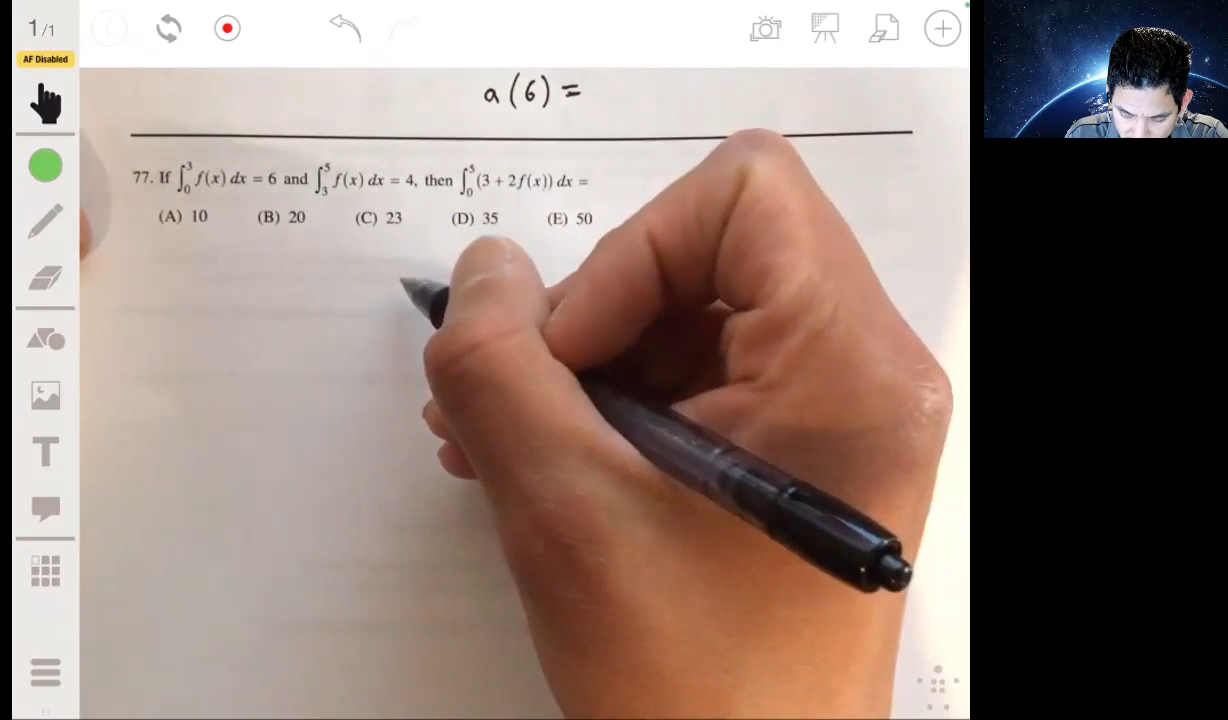 1/1
AF Disabled
a(6) =
77. If ∫₀³ f(x) dx = 6 and ∫₃⁵ f(x) dx = 4, then ∫₀⁵ (3 + 2f(x)) dx =
(A) 10 (B) 20 (C) 23 (D) 35 (E) 50
T